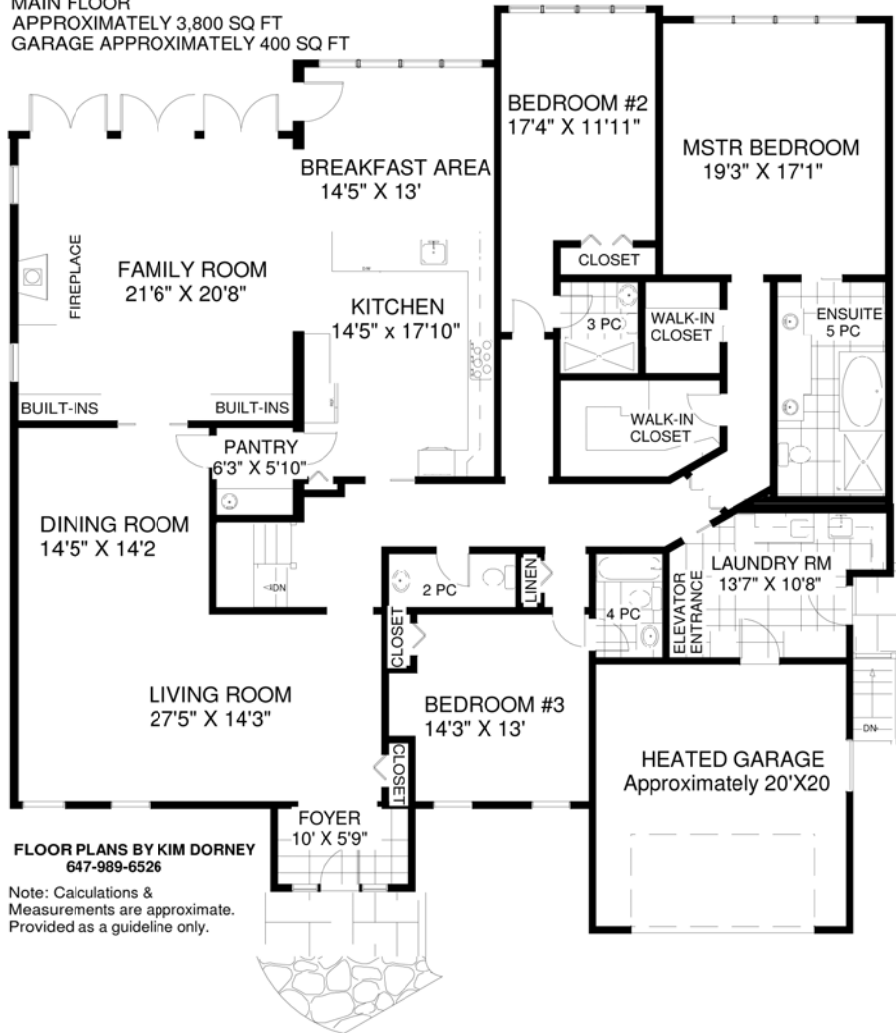 MAIN FLOOR
APPROXIMATELY 3,800 SQ FT
GARAGE APPROXIMATELY 400 SQ FT
BEDROOM #2
17'4" X 11'11"
MSTR BEDROOM
19'3" X 17'1"
BREAKFAST AREA
14'5" X 13'
FIREPLACE
FAMILY ROOM
21'6" X 20'8"
CLOSET
KITCHEN
14'5" x 17'10"
3 PC
WALK-IN
CLOSET
ENSUITE
5 PC
BUILT-INS
BUILT-INS
WALK-IN
CLOSET
PANTRY
6'3" X 5'10"
DINING ROOM
14'5" X 14'2
DN
2 PC
LINEN
4 PC
ELEVATOR
ENTRANCE
LAUNDRY RM
13'7" X 10'8"
CLOSET
LIVING ROOM
27'5" X 14'3"
BEDROOM #3
14'3" X 13'
DN
CLOSET
HEATED GARAGE
Approximately 20'X20
FOYER
10' X 5'9"
FLOOR PLANS BY KIM DORNEY
647-989-6526
Note: Calculations &
Measurements are approximate.
Provided as a guideline only.